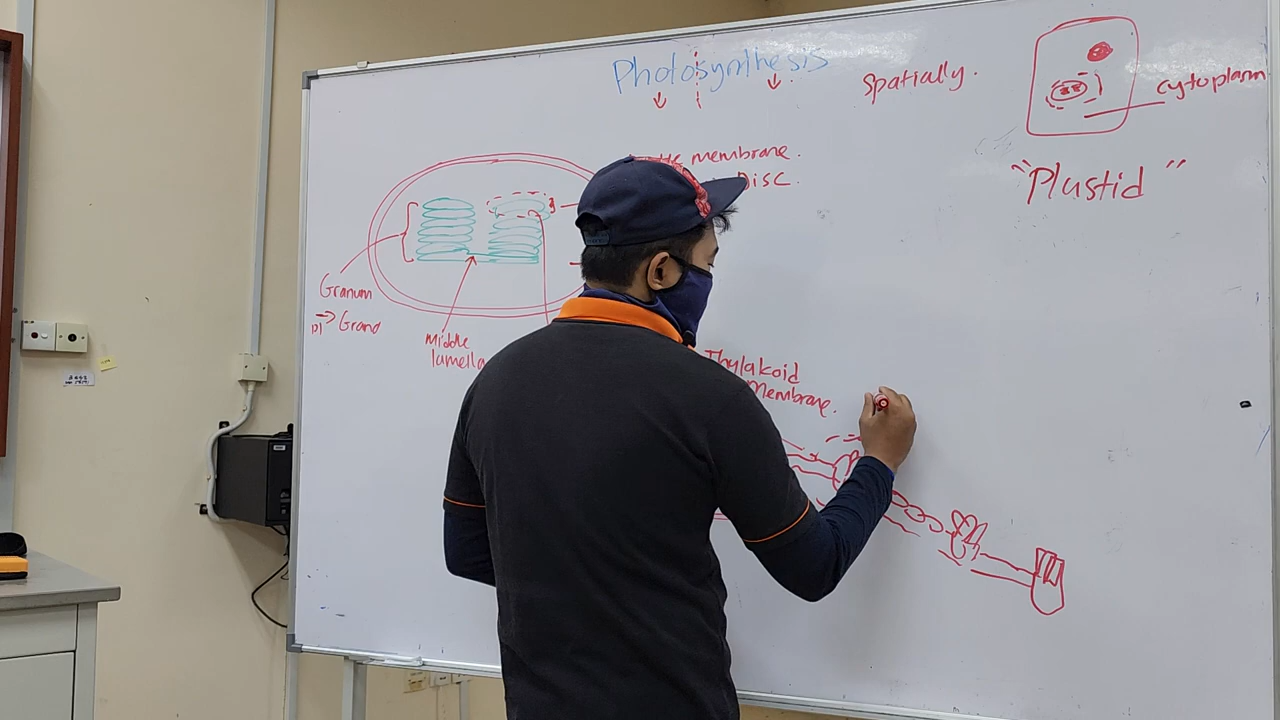 Photosynthesis
Spatially.
cytoplasm
"Plastid"
membrane.
Disc.
Granum
pl → Grana
Middle
lamella
Thylakoid
Membrane.